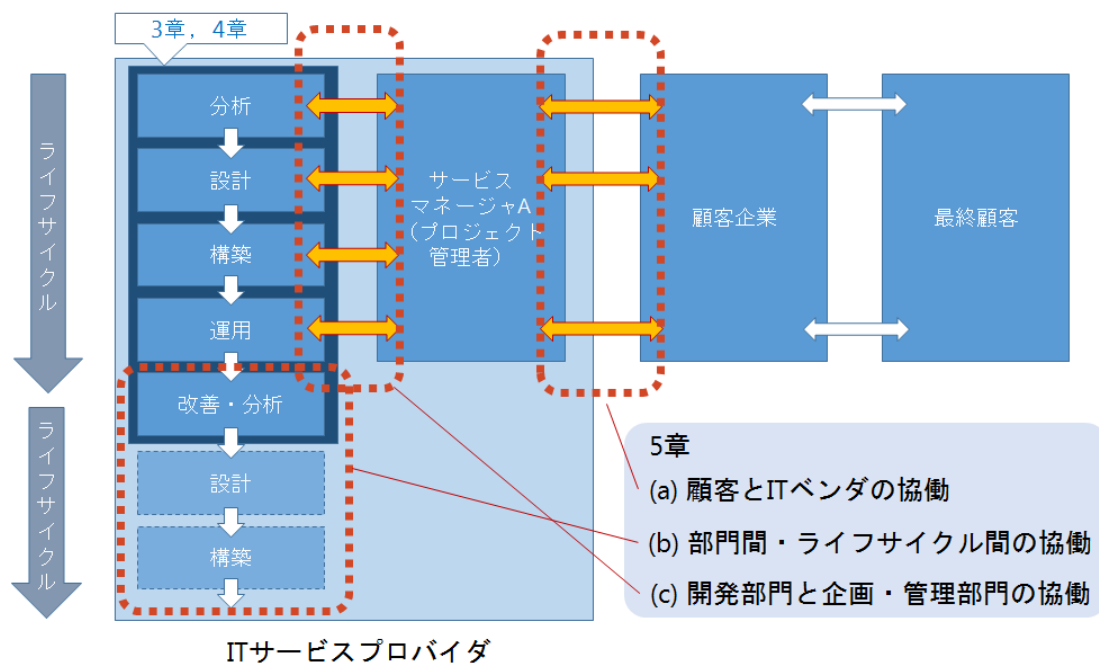 3章，4章
ライフサイクル
分析
設計
構築
運用
サービス
マネージャA
（プロジェクト
管理者）
顧客企業
最終顧客
ライフサイクル
改善・分析
設計
構築
5章
(a) 顧客とITベンダの協働
(b) 部門間・ライフサイクル間の協働
(c) 開発部門と企画・管理部門の協働
ITサービスプロバイダ